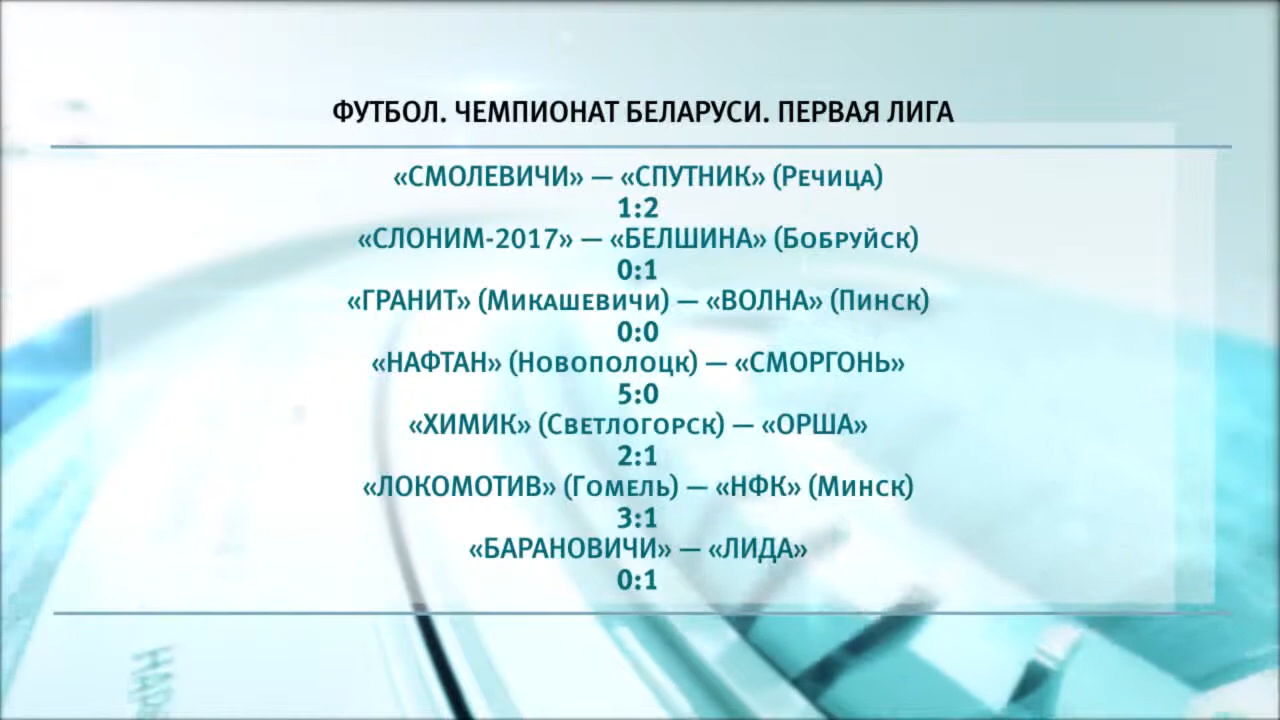 ФУТБОЛ. ЧЕМПИОНАТ БЕЛАРУСИ. ПЕРВАЯ ЛИГА
«СМОЛЕВИЧИ» — «СПУТНИК» (Речица)
1:2
«СЛОНИМ-2017» — «БЕЛШИНА» (Бобруйск)
0:1
«ГРАНИТ» (Микашевичи) — «ВОЛНА» (Пинск)
0:0
«НАФТАН» (Новополоцк) — «СМОРГОНЬ»
5:0
«ХИМИК» (Светлогорск) — «ОРША»
2:1
«ЛОКОМОТИВ» (Гомель) — «НФК» (Минск)
3:1
«БАРАНОВИЧИ» — «ЛИДА»
0:1